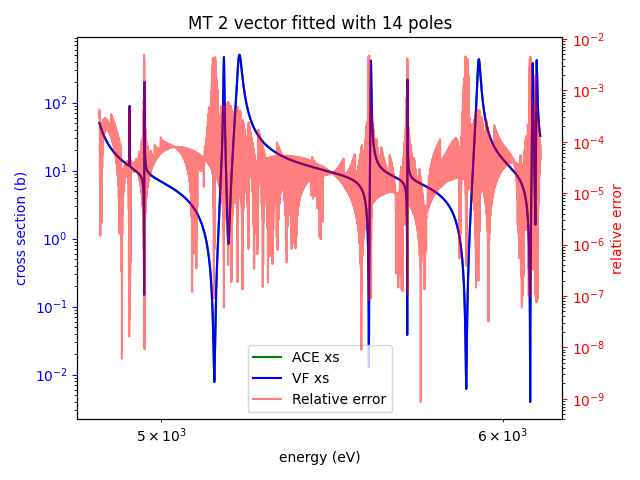 MT 2 vector fitted with 14 poles
10²
10¹
10⁰
10⁻¹
10⁻²
cross section (b)
10⁻²
10⁻³
10⁻⁴
10⁻⁵
10⁻⁶
10⁻⁷
10⁻⁸
10⁻⁹
relative error
ACE xs
VF xs
Relative error
5 × 10³
6 × 10³
energy (eV)